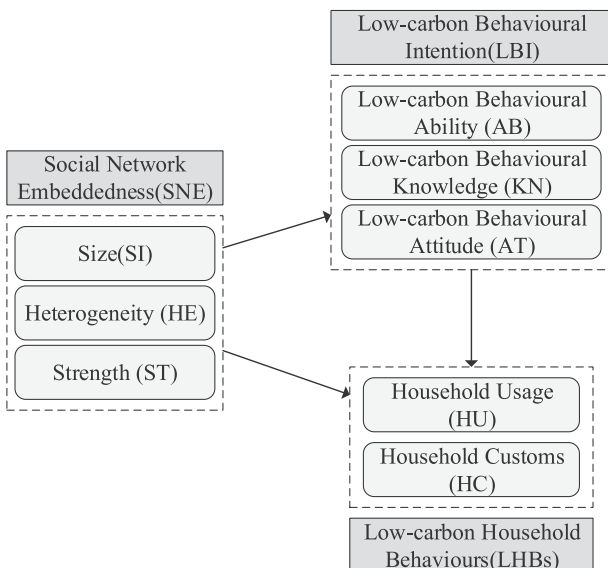 Low-carbon Behavioural
Intention(LBI)
Low-carbon Behavioural
Ability (AB)
Low-carbon Behavioural
Knowledge (KN)
Low-carbon Behavioural
Attitude (AT)
Social Network
Embeddedness(SNE)
Size(SI)
Heterogeneity (HE)
Strength (ST)
Household Usage
(HU)
Household Customs
(HC)
Low-carbon Household
Behaviours(LHBs)